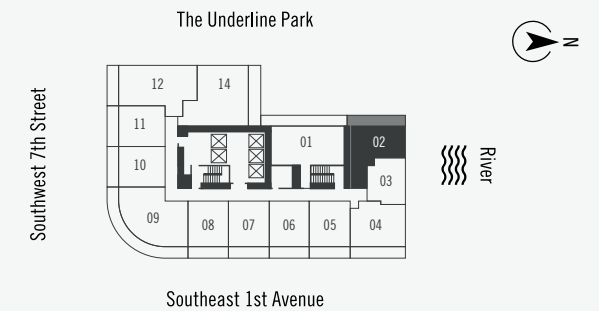 The Underline Park
N
12
14
Southwest 7th Street
11
01
02
River
10
03
09
08
07
06
05
04
Southeast 1st Avenue